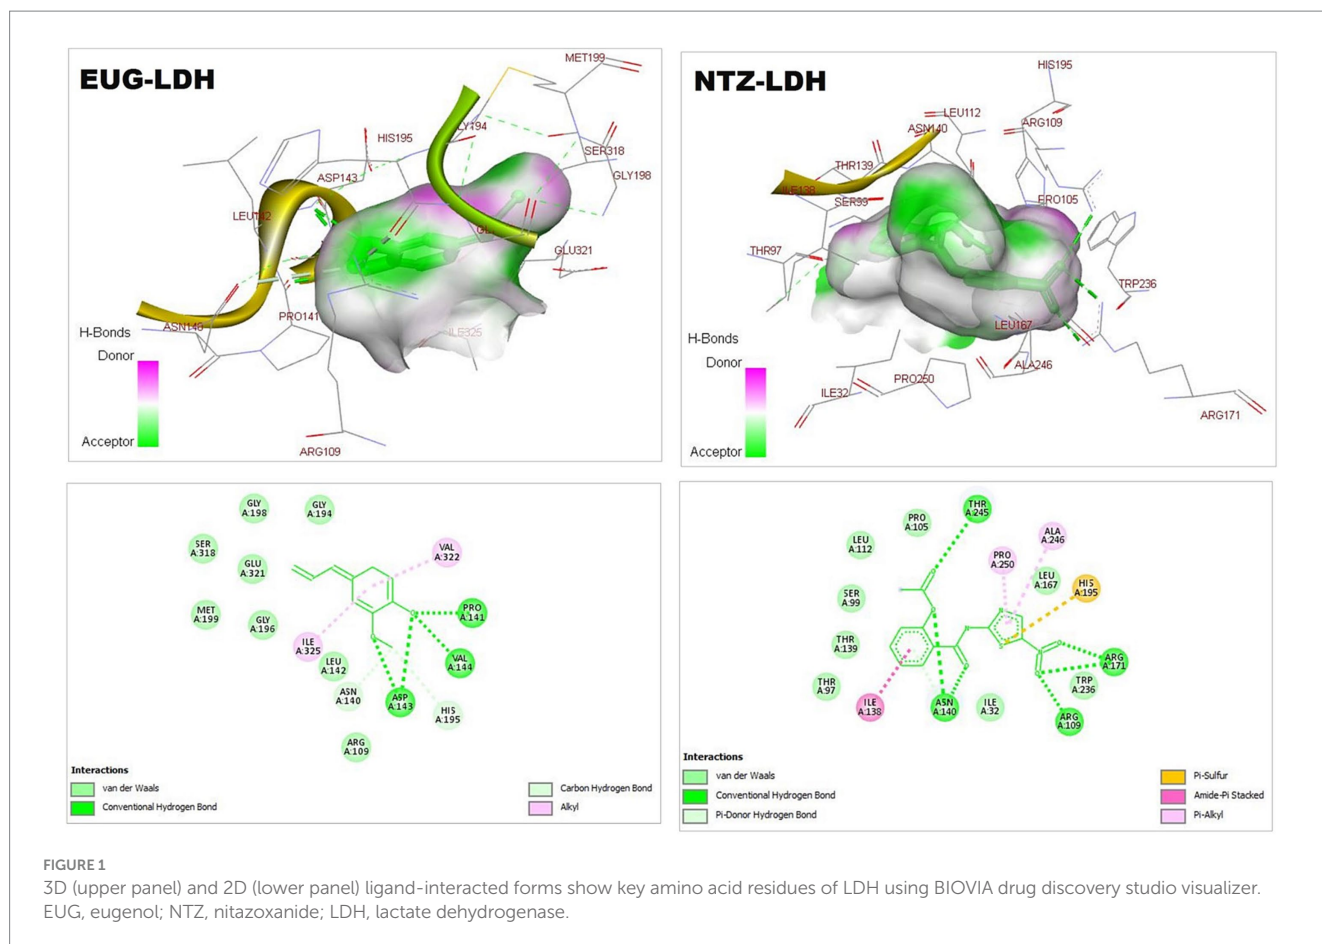 EUG-LDH
MET199
HIS195
LY194
SER318
GLY198
ASP143
GLU321
PRO141
ILE325
ARG109
H-Bonds
Donor
Acceptor
NTZ-LDH
HIS195
LEU112
ARG109
ASN140
THR139
ILE138
SER99
THR97
TRP236
LEU167
ALA246
PRO250
ILE32
ARG171
H-Bonds
Donor
Acceptor
GLY
A:198
GLY
A:194
SER
A:318
GLU
A:321
VAL
A:322
MET
A:199
GLY
A:196
PRO
A:141
ILE
A:325
LEU
A:142
VAL
A:144
ASN
A:140
ASP
A:143
HIS
A:195
ARG
A:109
Interactions
van der Waals
Conventional Hydrogen Bond
Carbon Hydrogen Bond
Alkyl
THR
A:245
PRO
A:105
ALA
A:246
LEU
A:112
PRO
A:250
LEU
A:167
HIS
A:195
SER
A:99
THR
A:139
ARG
A:171
THR
A:97
TRP
A:236
ILE
A:138
ASN
A:140
ILE
A:32
ARG
A:109
Interactions
van der Waals
Conventional Hydrogen Bond
Pi-Donor Hydrogen Bond
Pi-Sulfur
Amide-Pi Stacked
Pi-Alkyl
FIGURE 1
3D (upper panel) and 2D (lower panel) ligand-interacted forms show key amino acid residues of LDH using BIOVIA drug discovery studio visualizer.
EUG, eugenol; NTZ, nitazoxanide; LDH, lactate dehydrogenase.